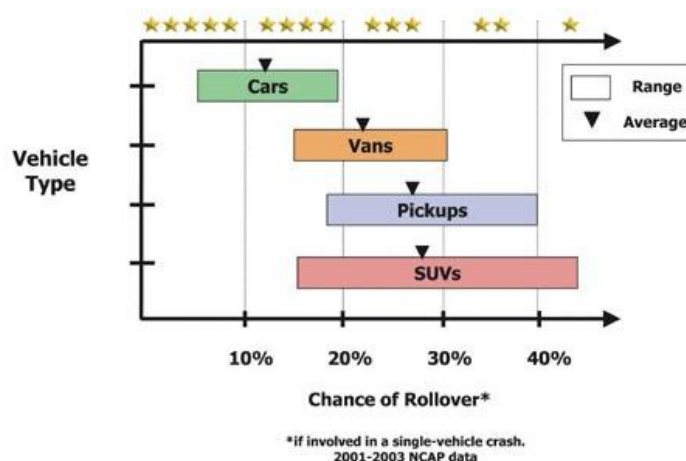 Range
Average
Cars
Vans
Vehicle
Type
Pickups
SUVs
10% 20% 30% 40%
Chance of Rollover*
*if involved in a single-vehicle crash.
2001-2003 NCAP data